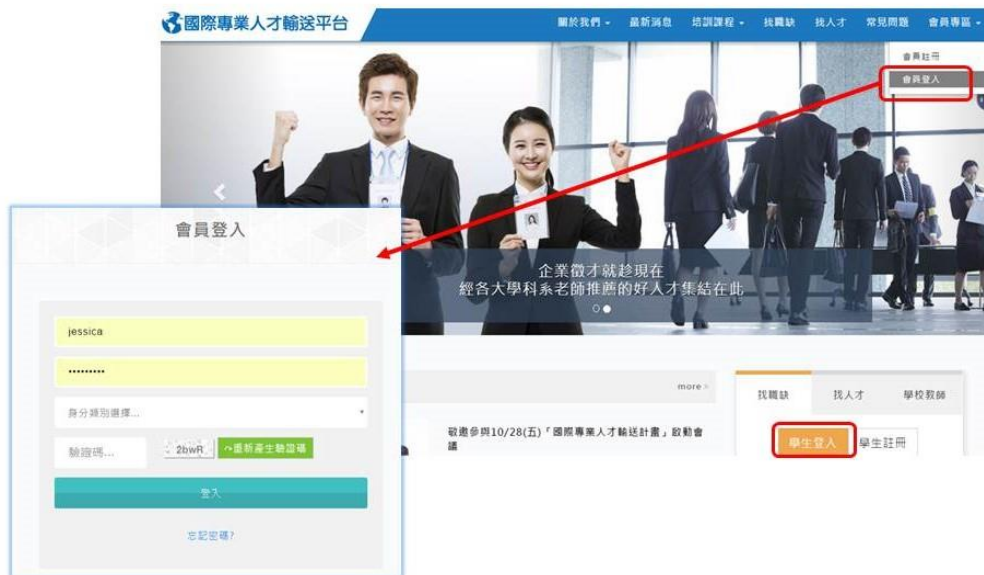 國際專業人才輸送平台
關於我們
最新消息
培訓課程
找職缺
找人才
常見問題
會員專區
會員註冊
會員登入
企業徵才就趁現在
經各大學科系老師推薦的好人才集結在此
會員登入
jessica
•••••••••
身分類別選擇...
驗證碼...
2bwR
重新產生驗證碼
登入
忘記密碼?
more >
敬邀參與10/28(五)「國際專業人才輸送計畫」啟動會
議
找職缺
找人才
學校教師
學生登入
學生註冊